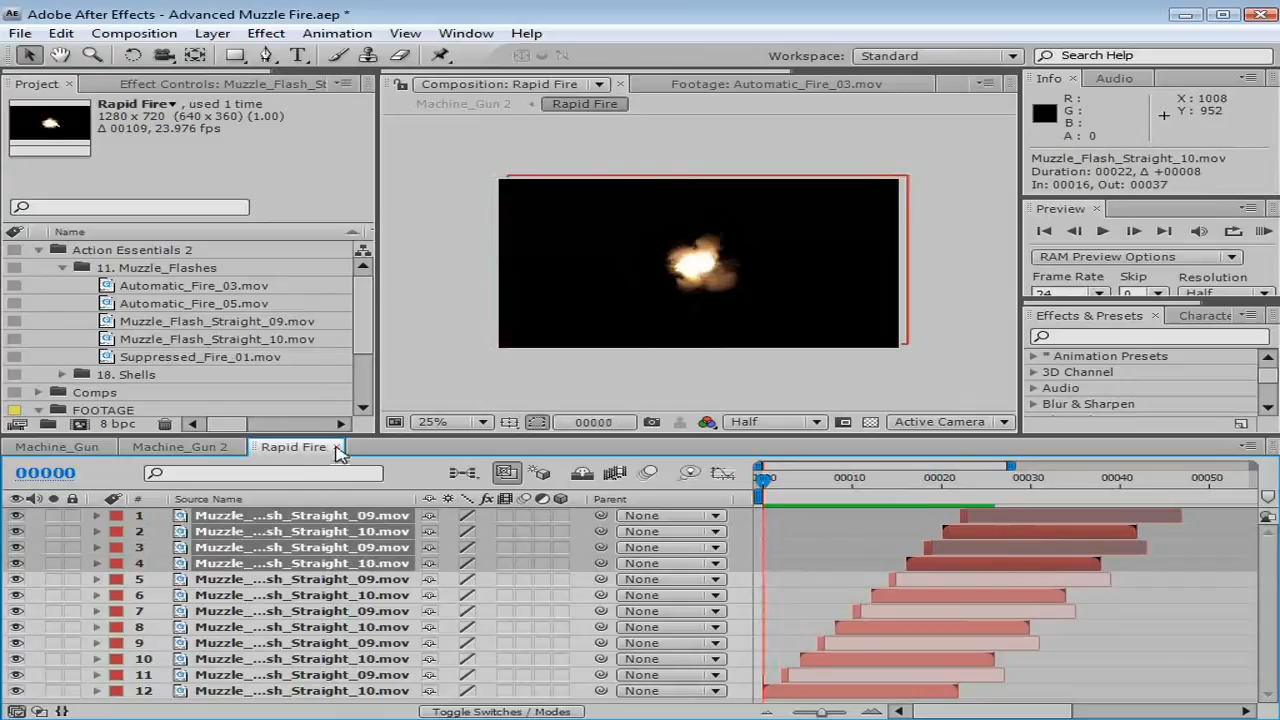 AE Adobe After Effects - Advanced Muzzle Fire.aep *
File Edit Composition Layer Effect Animation View Window Help
Workspace: Standard Search Help
Project × Effect Controls: Muzzle_Flash_St
Rapid Fire▾, used 1 time
1280 x 720 (640 x 360) (1.00)
Δ 00109, 23.976 fps
Name
Action Essentials 2
11. Muzzle_Flashes
Automatic_Fire_03.mov
Automatic_Fire_05.mov
Muzzle_Flash_Straight_09.mov
Muzzle_Flash_Straight_10.mov
Suppressed_Fire_01.mov
18. Shells
Comps
FOOTAGE
8 bpc
Composition: Rapid Fire Footage: Automatic_Fire_03.mov
Machine_Gun 2 Rapid Fire
25% 00000 Half Active Camera
Info × Audio
R : X : 1008
G : Y : 952
B :
A : 0
Muzzle_Flash_Straight_10.mov
Duration: 00022, Δ +00008
In: 00016, Out: 00037
Preview ×
RAM Preview Options
Frame Rate Skip Resolution
24 0 Half
Effects & Presets × Characte
* Animation Presets
3D Channel
Audio
Blur & Sharpen
Machine_Gun Machine_Gun 2 Rapid Fire
00000
# Source Name Parent
1 Muzzle_...sh_Straight_09.mov None
2 Muzzle_...sh_Straight_10.mov None
3 Muzzle_...sh_Straight_09.mov None
4 Muzzle_...sh_Straight_10.mov None
5 Muzzle_...sh_Straight_09.mov None
6 Muzzle_...sh_Straight_10.mov None
7 Muzzle_...sh_Straight_09.mov None
8 Muzzle_...sh_Straight_10.mov None
9 Muzzle_...sh_Straight_09.mov None
10 Muzzle_...sh_Straight_10.mov None
11 Muzzle_...sh_Straight_09.mov None
12 Muzzle_...sh_Straight_10.mov None
00010 00020 00030 00040 00050
Toggle Switches / Modes